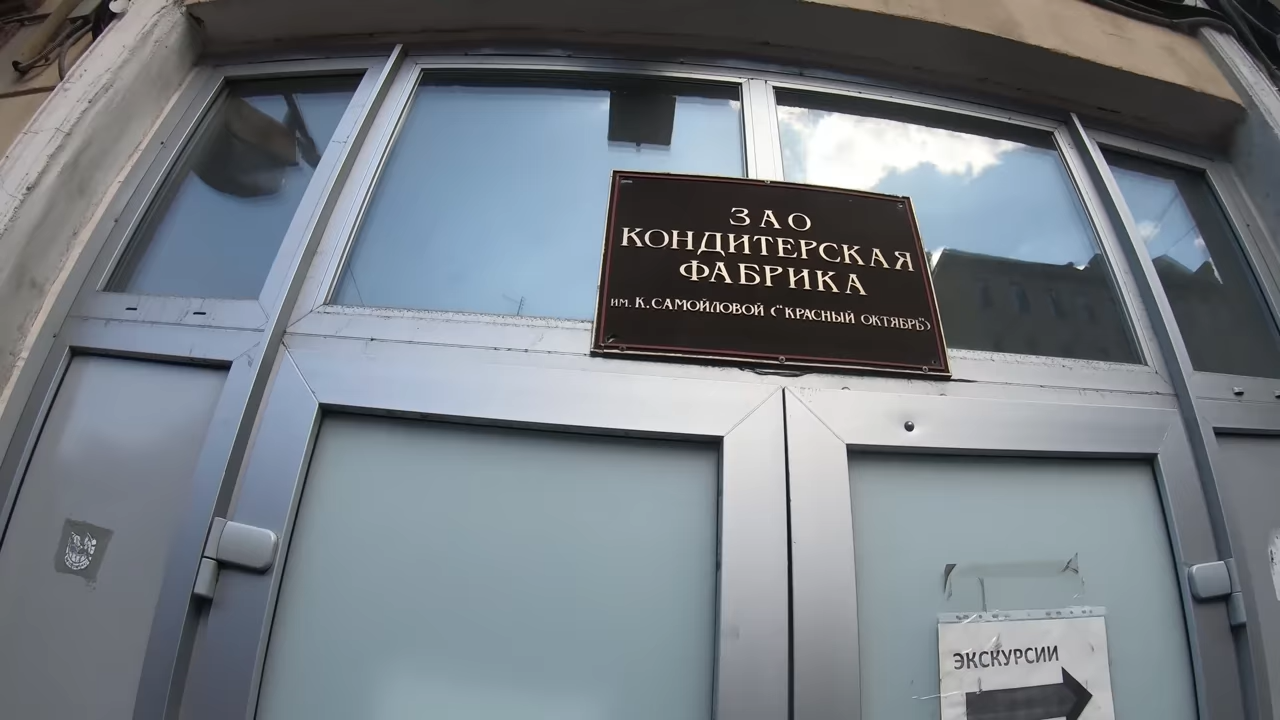 ЗАО
КОНДИТЕРСКАЯ
ФАБРИКА
ИМ. К. САМОЙЛОВОЙ ("КРАСНЫЙ ОКТЯБРЬ")
ЭКСКУРСИИ